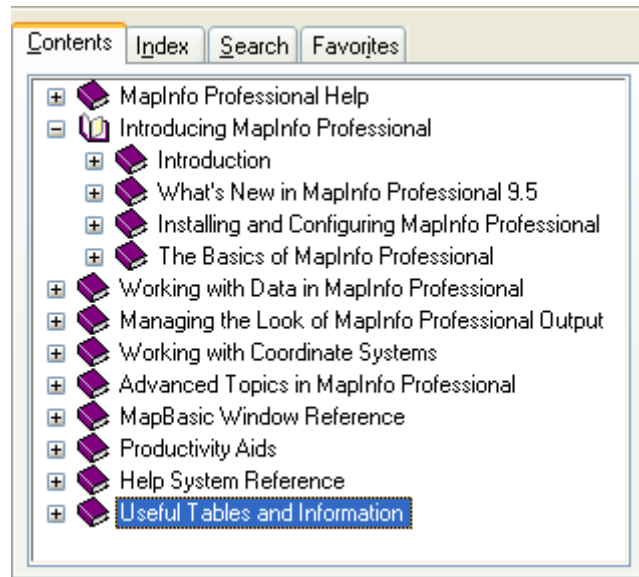 Contents Index Search Favorites
MapInfo Professional Help
Introducing MapInfo Professional
Introduction
What's New in MapInfo Professional 9.5
Installing and Configuring MapInfo Professional
The Basics of MapInfo Professional
Working with Data in MapInfo Professional
Managing the Look of MapInfo Professional Output
Working with Coordinate Systems
Advanced Topics in MapInfo Professional
MapBasic Window Reference
Productivity Aids
Help System Reference
Useful Tables and Information